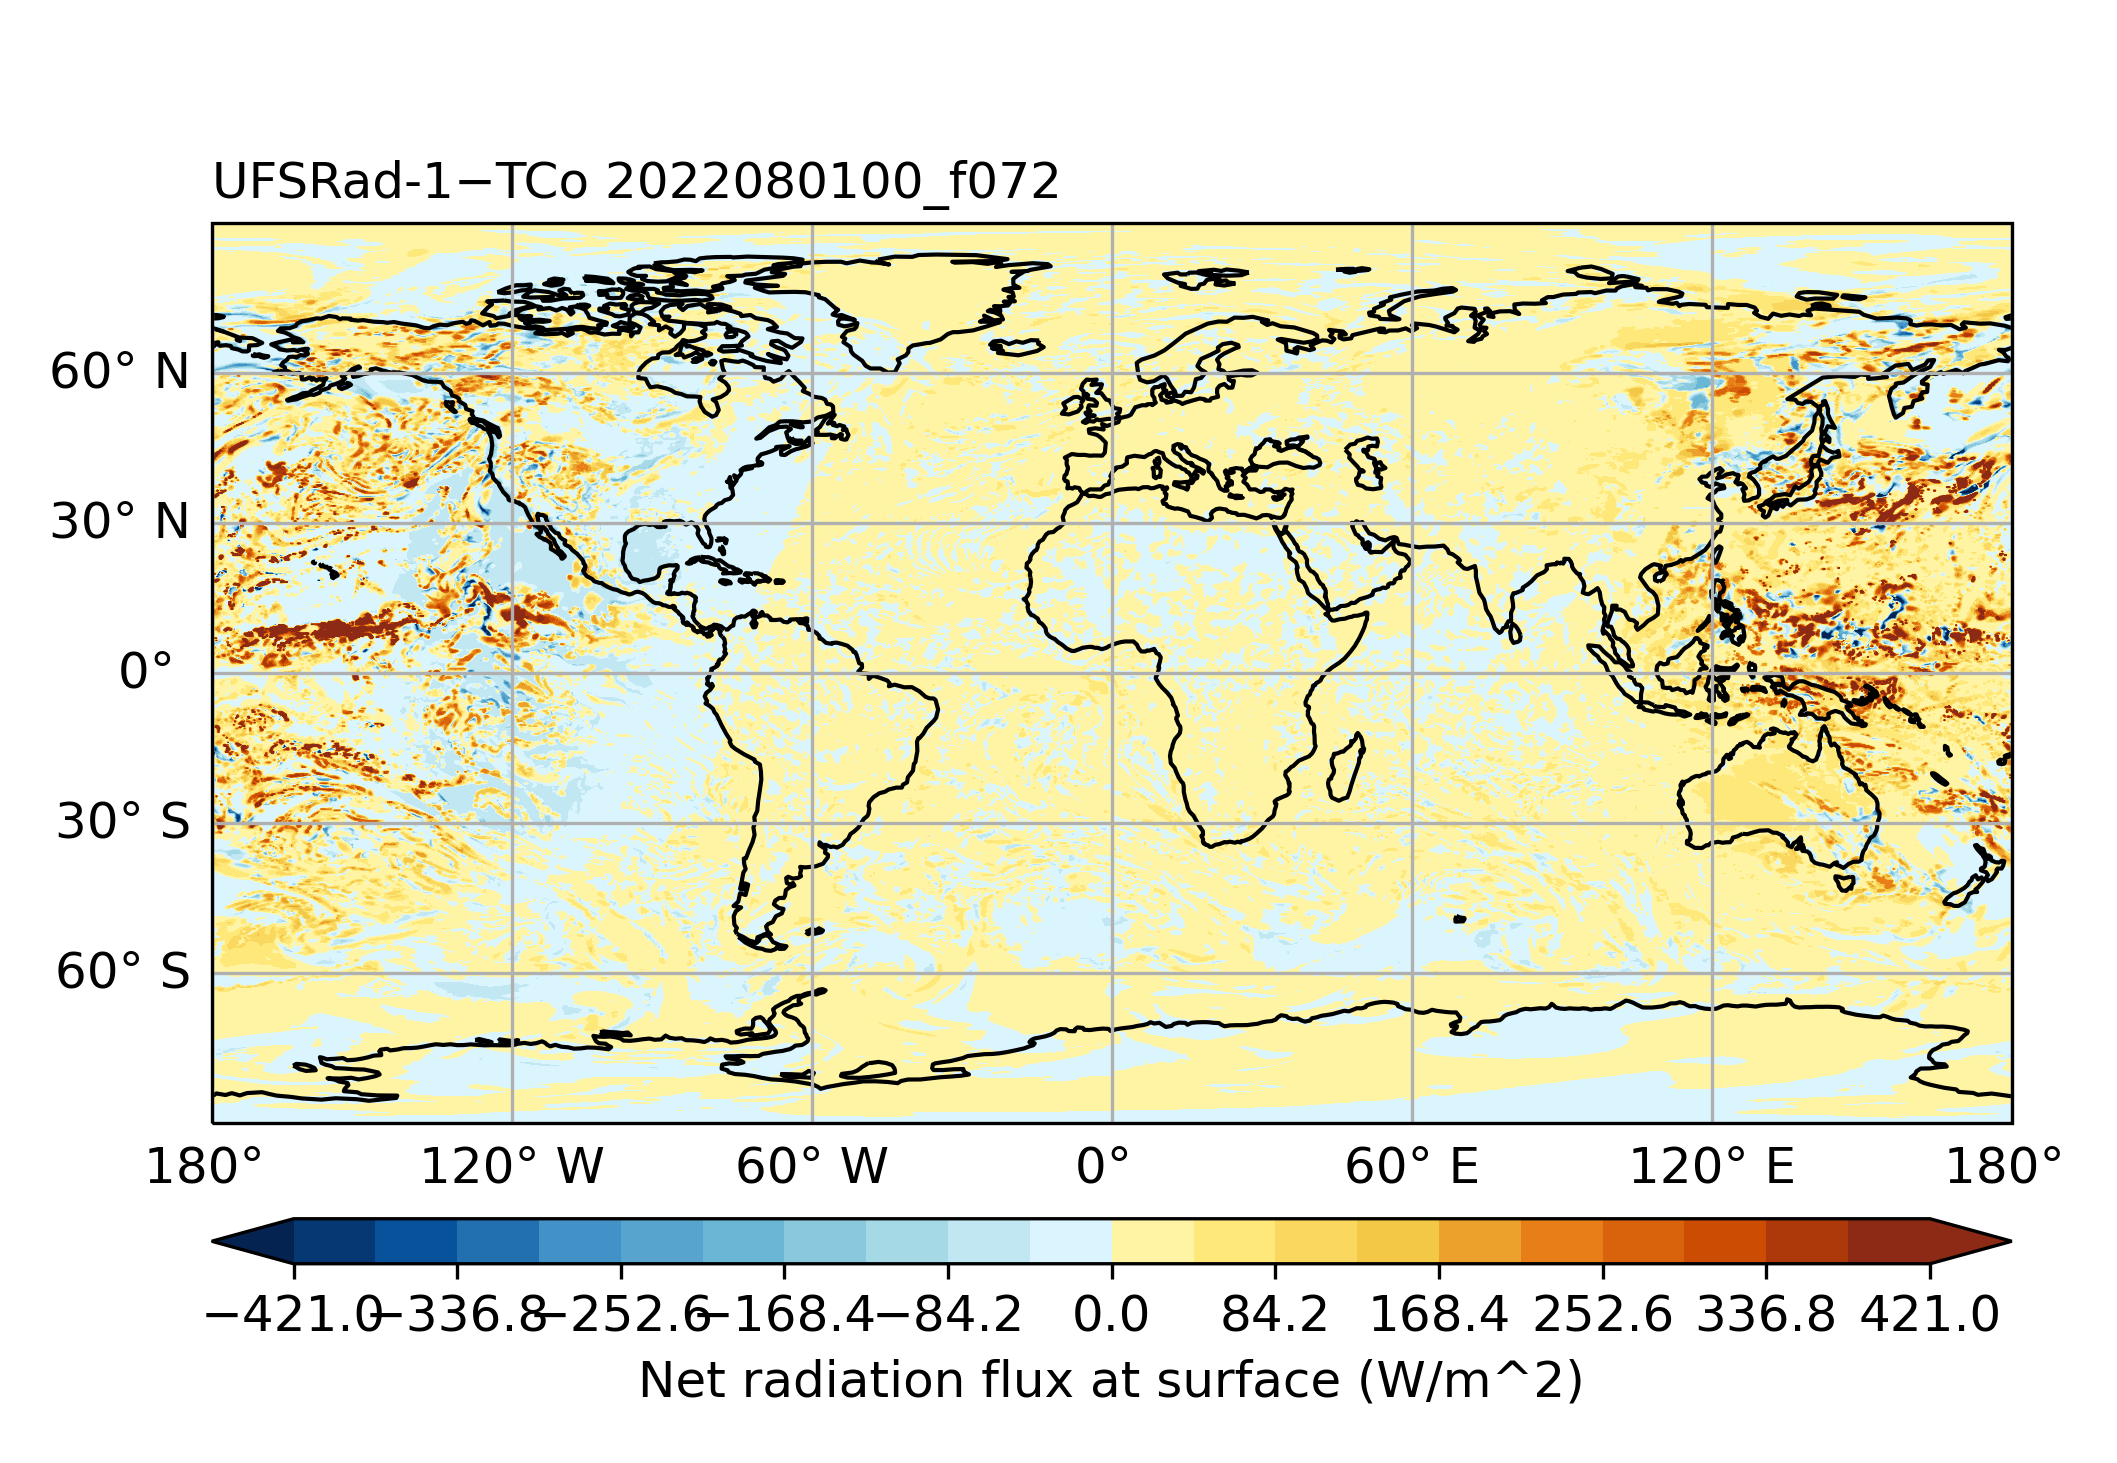 UFSRad-1−TCo 2022080100_f072
60° N
30° N
0°
30° S
60° S
180° 120° W 60° W 0° 60° E 120° E 180°
−421.0 −336.8 −252.6 −168.4 −84.2 0.0 84.2 168.4 252.6 336.8 421.0
Net radiation flux at surface (W/m^2)